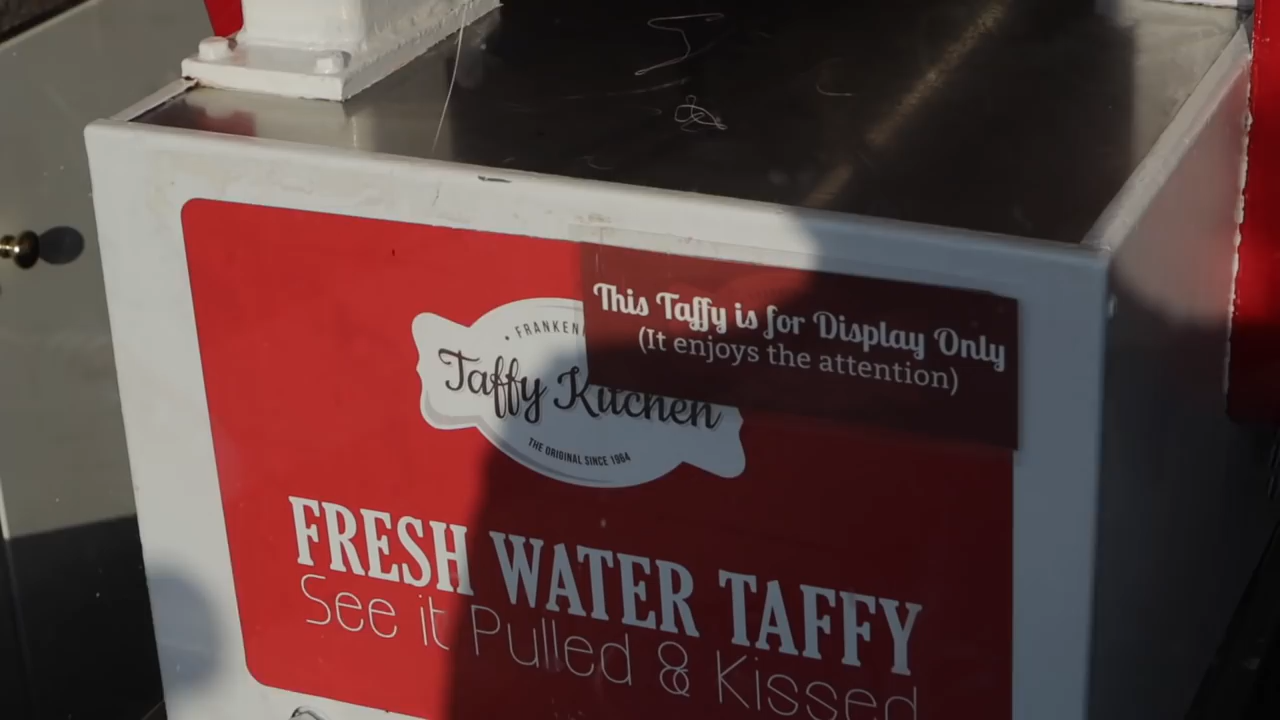 This Taffy is for Display Only
(It enjoys the attention)
Taffy Kitchen
THE ORIGINAL SINCE 1964
FRESH WATER TAFFY
See it Pulled & Kissed